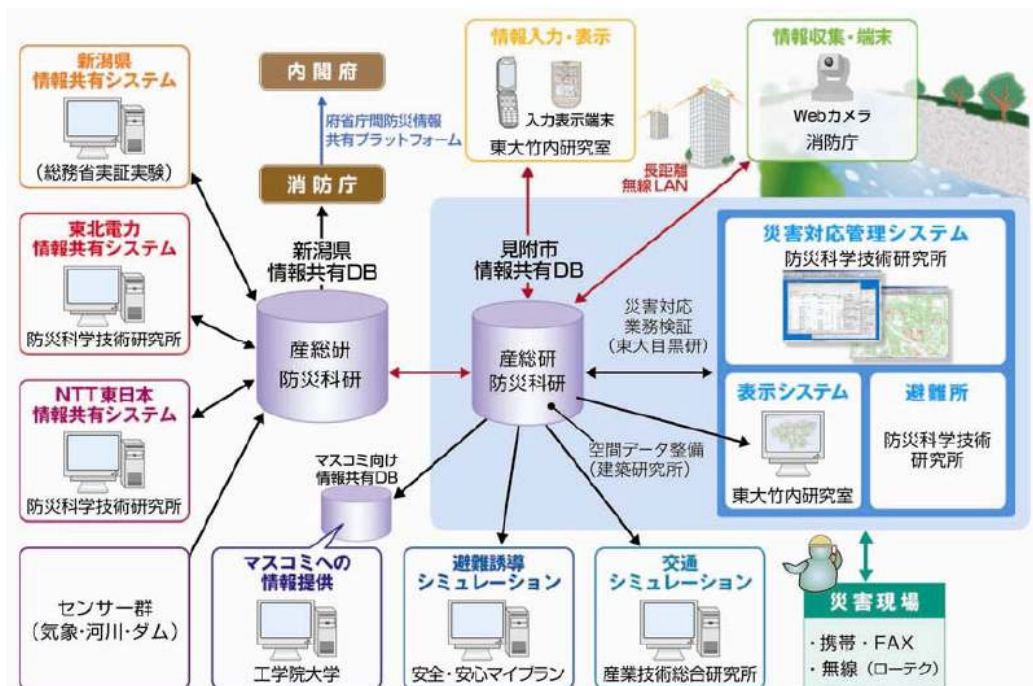 新潟県
情報共有システム
(総務省実証実験)
東北電力
情報共有システム
防災科学技術研究所
NTT東日本
情報共有システム
防災科学技術研究所
センサー群
(気象・河川・ダム)
内閣府
府省庁間防災情報
共有プラットフォーム
消防庁
新潟県
情報共有DB
産総研
防災科研
情報入力・表示
入力表示端末
東大竹内研究室
長距離
無線LAN
情報収集・端末
Webカメラ
消防庁
見附市
情報共有DB
産総研
防災科研
災害対応
業務検証
(東大目黒研)
空間データ整備
(建築研究所)
災害対応管理システム
防災科学技術研究所
表示システム
東大竹内研究室
避難所
防災科学技術
研究所
マスコミ向け
情報共有DB
マスコミへの
情報提供
工学院大学
避難誘導
シミュレーション
安全・安心マイプラン
交通
シミュレーション
産業技術総合研究所
災害現場
・携帯・FAX
・無線(ローテク)